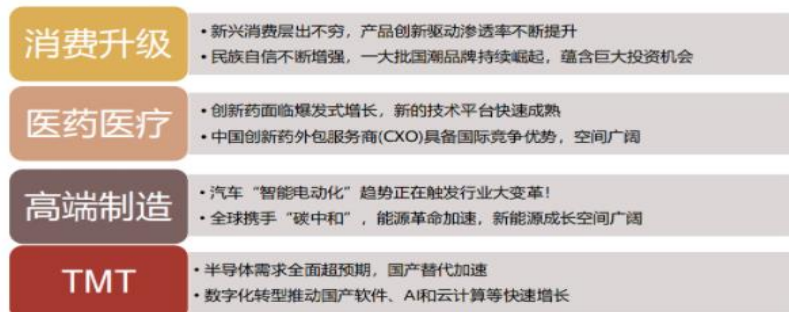 消费升级
• 新兴消费层出不穷，产品创新驱动渗透率不断提升
• 民族自信不断增强，一大批国潮品牌持续崛起，蕴含巨大投资机会
医药医疗
• 创新药面临爆发式增长，新的技术平台快速成熟
• 中国创新药外包服务商(CXO)具备国际竞争优势，空间广阔
高端制造
• 汽车“智能电动化”趋势正在触发行业大变革！
• 全球携手“碳中和”，能源革命加速，新能源成长空间广阔
TMT
• 半导体需求全面超预期，国产替代加速
• 数字化转型推动国产软件、AI和云计算等快速增长